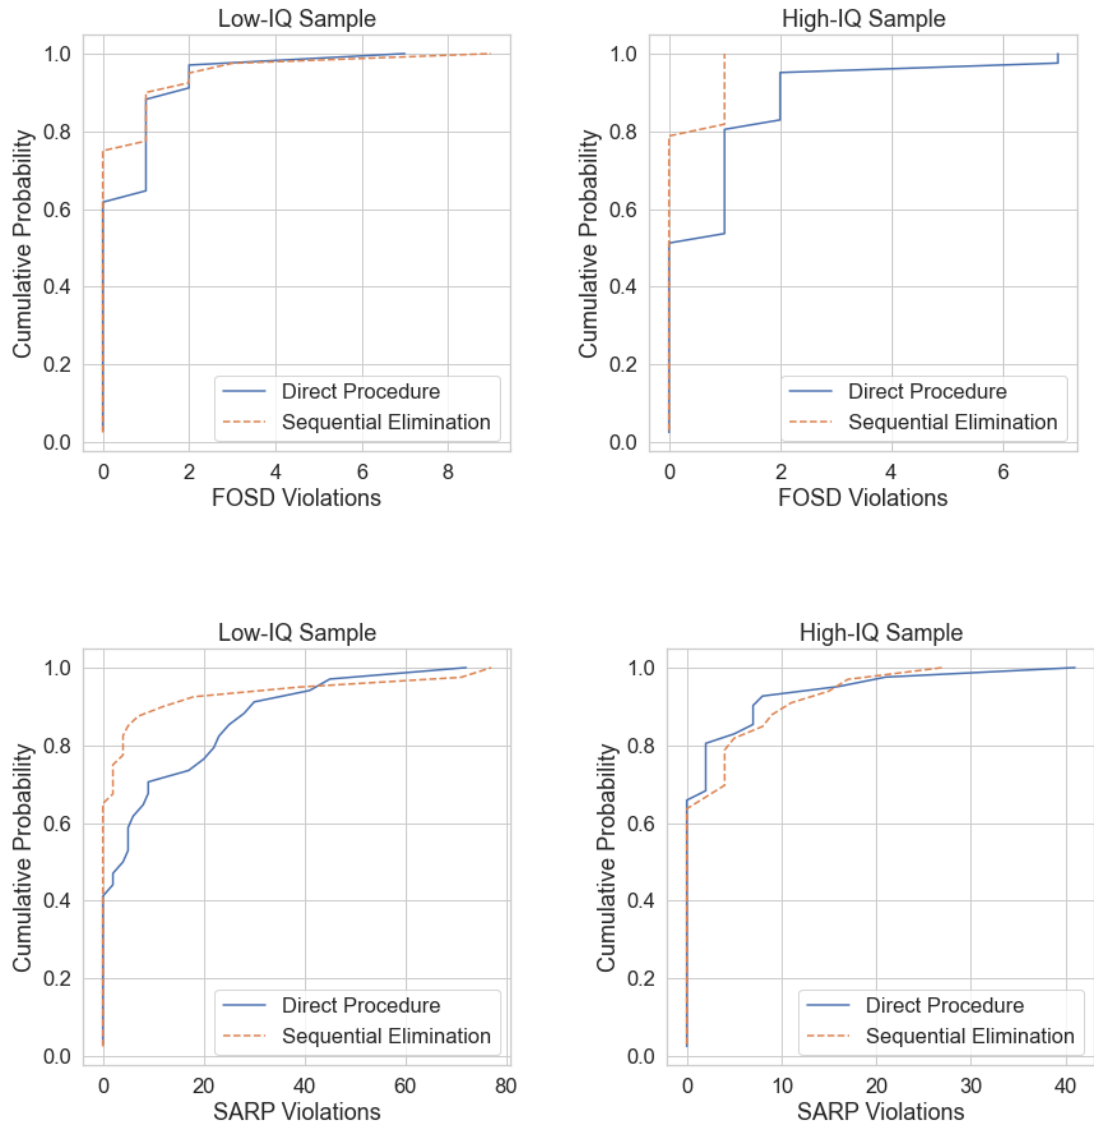 Low-IQ Sample
Cumulative Probability
1.0
0.8
0.6
0.4
0.2
0.0
Direct Procedure
Sequential Elimination
0 2 4 6 8
FOSD Violations
High-IQ Sample
Cumulative Probability
1.0
0.8
0.6
0.4
0.2
0.0
Direct Procedure
Sequential Elimination
0 2 4 6
FOSD Violations
Low-IQ Sample
Cumulative Probability
1.0
0.8
0.6
0.4
0.2
0.0
Direct Procedure
Sequential Elimination
0 20 40 60 80
SARP Violations
High-IQ Sample
Cumulative Probability
1.0
0.8
0.6
0.4
0.2
0.0
Direct Procedure
Sequential Elimination
0 10 20 30 40
SARP Violations